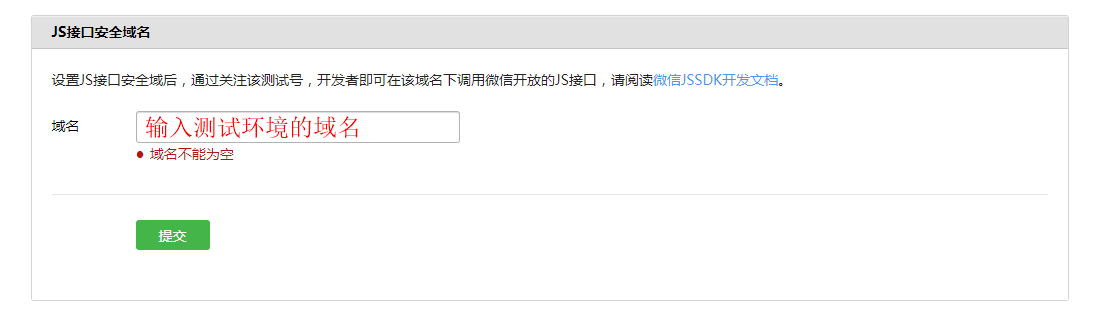 JS接口安全域名
设置JS接口安全域后，通过关注该测试号，开发者即可在该域名下调用微信开放的JS接口，请阅读微信JSSDK开发文档。
域名
输入测试环境的域名
● 域名不能为空
提交